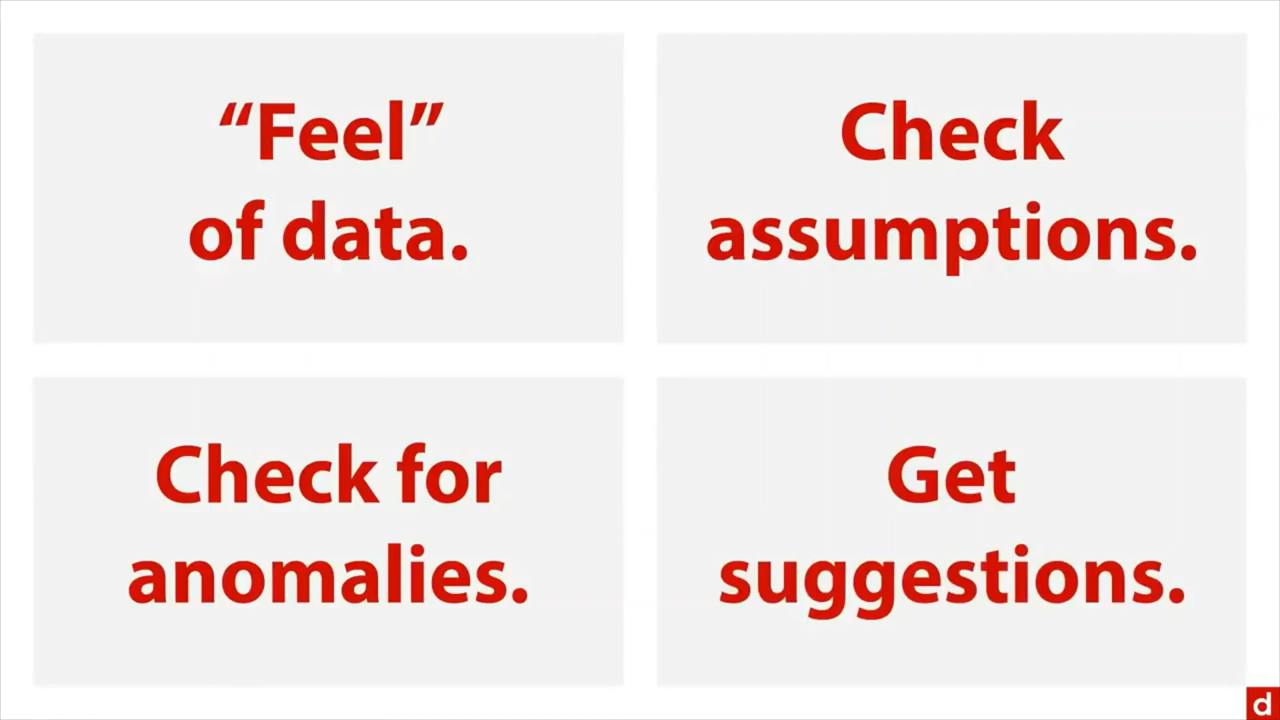 “Feel”
of data.
Check
assumptions.
Check for
anomalies.
Get
suggestions.
d